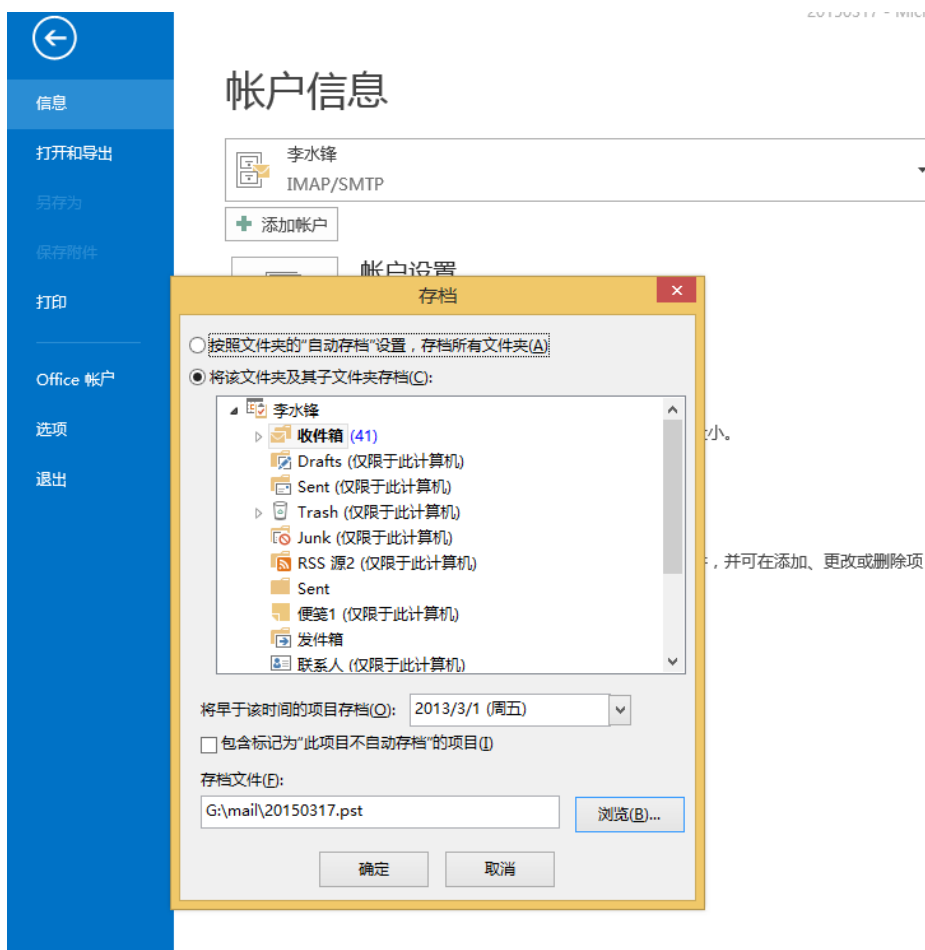 20150317 - Mic
帐户信息
信息
打开和导出
另存为
保存附件
打印
Office 帐户
选项
退出
李水锋
IMAP/SMTP
添加帐户
帐户设置
存档
按照文件夹的"自动存档"设置，存档所有文件夹(A)
将该文件夹及其子文件夹存档(C):
李水锋
收件箱 (41)
Drafts (仅限于此计算机)
Sent (仅限于此计算机)
Trash (仅限于此计算机)
Junk (仅限于此计算机)
RSS 源2 (仅限于此计算机)
Sent
便笺1 (仅限于此计算机)
发件箱
联系人 (仅限于此计算机)
小。
，并可在添加、更改或删除项
将早于该时间的项目存档(O): 2013/3/1 (周五)
包含标记为"此项目不自动存档"的项目(I)
存档文件(F):
G:\mail\20150317.pst
浏览(B)...
确定 取消